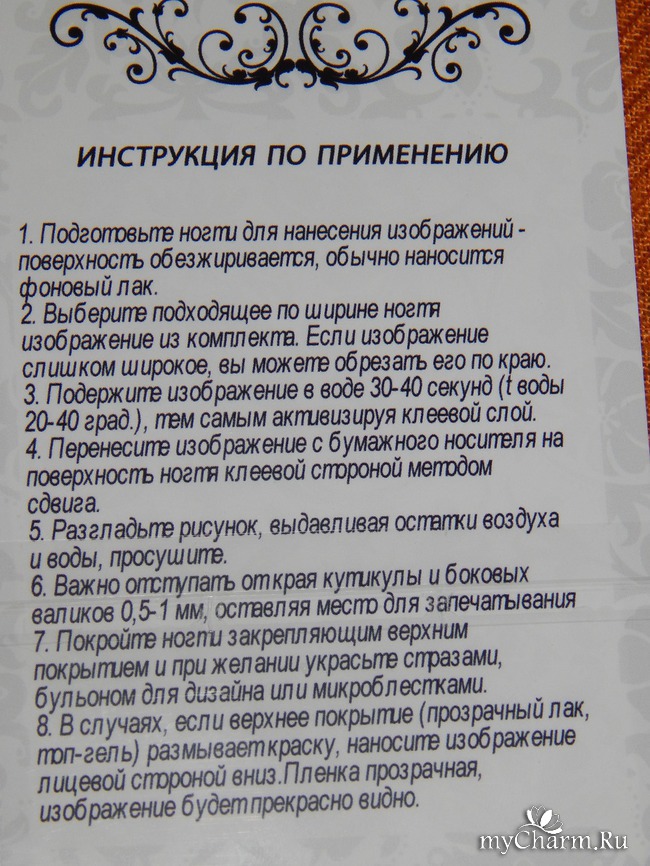 ИНСТРУКЦИЯ ПО ПРИМЕНЕНИЮ
1. Подготовьте ногти для нанесения изображений -
поверхность обезжиривается, обычно наносится
фоновый лак.
2. Выберите подходящее по ширине ногтя
изображение из комплекта. Если изображение
слишком широкое, вы можете обрезать его по краю.
3. Подержите изображение в воде 30-40 секунд (t воды
20-40 град.), тем самым активизируя клеевой слой.
4. Перенесите изображение с бумажного носителя на
поверхность ногтя клеевой стороной методом
сдвига.
5. Разгладьте рисунок, выдавливая остатки воздуха
и воды, просушите.
6. Важно отступать от края кутикулы и боковых
валиков 0,5-1 мм, оставляя место для запечатывания
7. Покройте ногти закрепляющим верхним
покрытием и при желании украсьте стразами,
бульоном для дизайна или микроблестками.
8. В случаях, если верхнее покрытие (прозрачный лак,
топ-гель) размывает краску, наносите изображение
лицевой стороной вниз.Пленка прозрачная,
изображение будет прекрасно видно.
myCharm.Ru